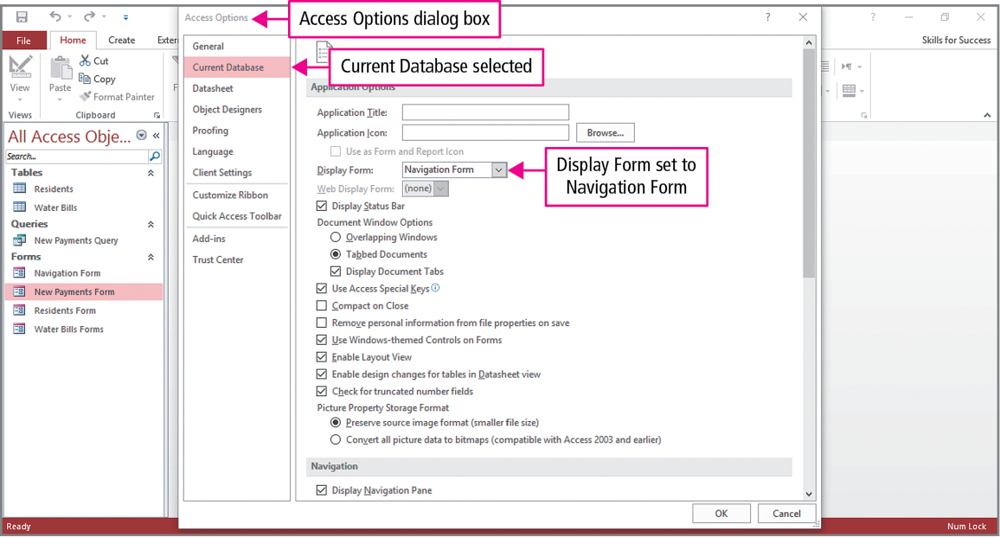 Access Options
Access Options dialog box
?
?
File
Home
Create
Exter
Skills for Success
View
Views
Paste
Cut
Copy
Format Painter
Clipboard
F
All Access Obje...
Search...
Tables
Residents
Water Bills
Queries
New Payments Query
Forms
Navigation Form
New Payments Form
Residents Form
Water Bills Forms
General
Current Database
Datasheet
Object Designers
Proofing
Language
Client Settings
Customize Ribbon
Quick Access Toolbar
Add-ins
Trust Center
Current Database selected
Application Options
Application Title:
Application Icon:
Browse...
Use as Form and Report Icon
Display Form: Navigation Form
Display Form set to
Navigation Form
Web Display Form: (none)
Display Status Bar
Document Window Options
Overlapping Windows
Tabbed Documents
Display Document Tabs
Use Access Special Keys
Compact on Close
Remove personal information from file properties on save
Use Windows-themed Controls on Forms
Enable Layout View
Enable design changes for tables in Datasheet view
Check for truncated number fields
Picture Property Storage Format
Preserve source image format (smaller file size)
Convert all picture data to bitmaps (compatible with Access 2003 and earlier)
Navigation
Display Navigation Pane
OK
Cancel
Ready
Num Lock